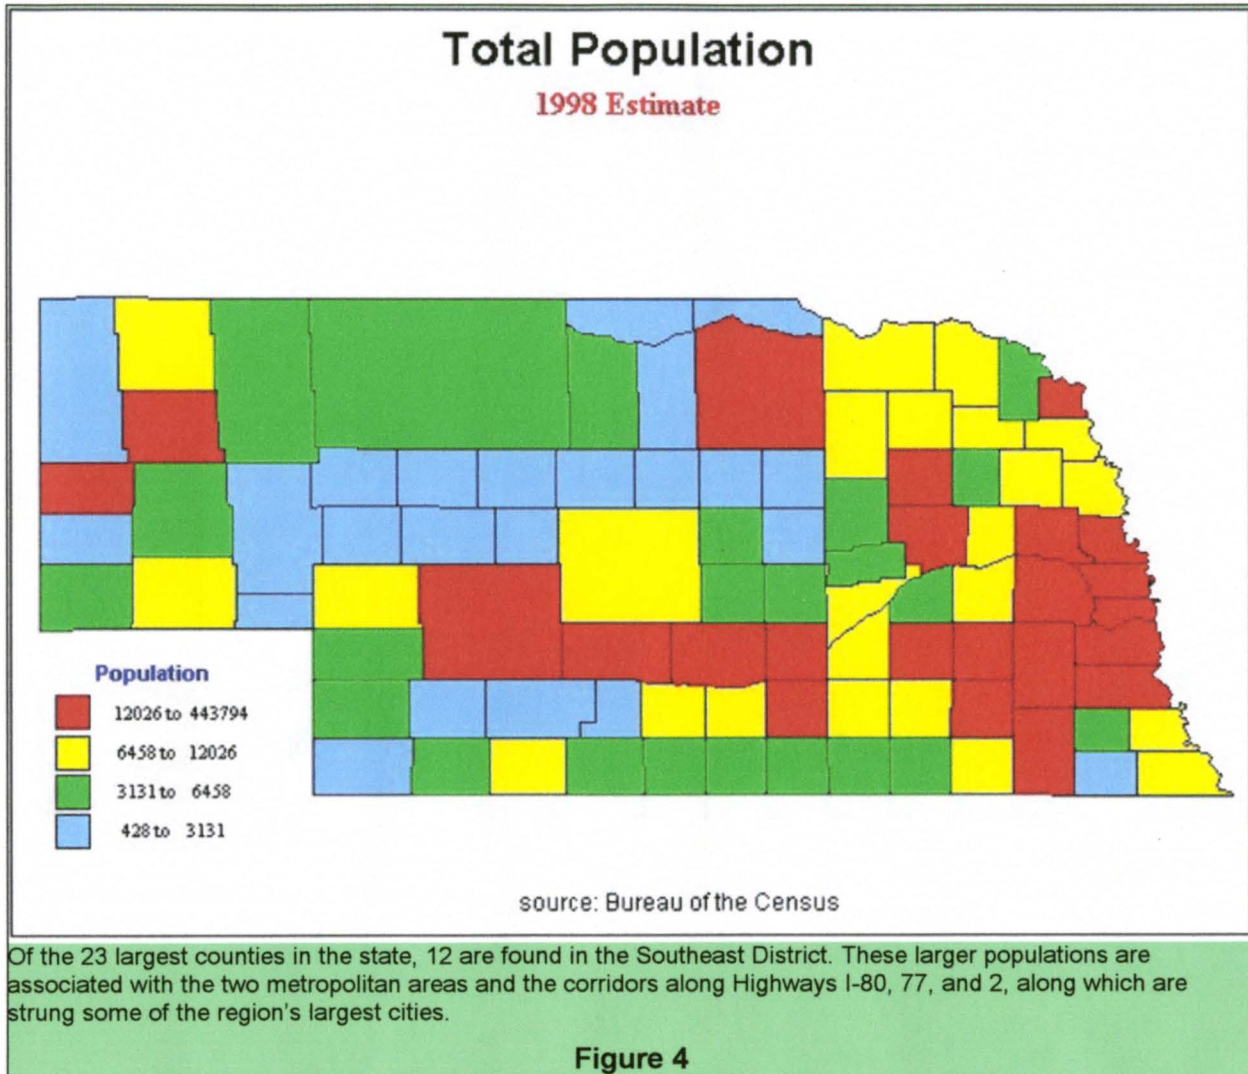 Total Population
1998 Estimate
Population
12026 to 443794
6458 to 12026
3131 to 6458
428 to 3131
source: Bureau of the Census
Of the 23 largest counties in the state, 12 are found in the Southeast District. These larger populations are
associated with the two metropolitan areas and the corridors along Highways I-80, 77, and 2, along which are
strung some of the region's largest cities.
Figure 4